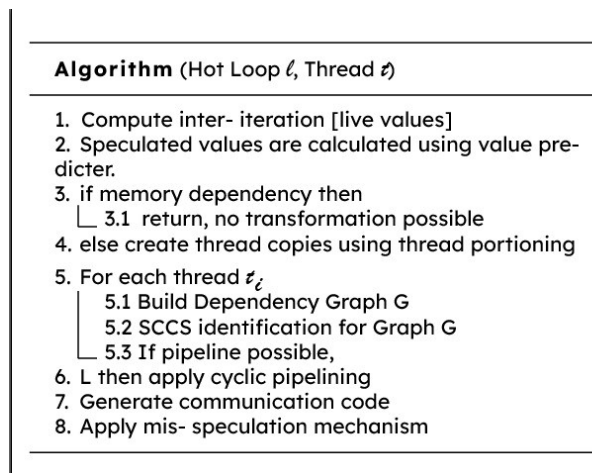 Algorithm (Hot Loop ℓ, Thread t)
1. Compute inter- iteration [live values]
2. Speculated values are calculated using value pre-
dicter.
3. if memory dependency then
3.1 return, no transformation possible
4. else create thread copies using thread portioning
5. For each thread tᵢ
5.1 Build Dependency Graph G
5.2 SCCS identification for Graph G
5.3 If pipeline possible,
6. L then apply cyclic pipelining
7. Generate communication code
8. Apply mis- speculation mechanism